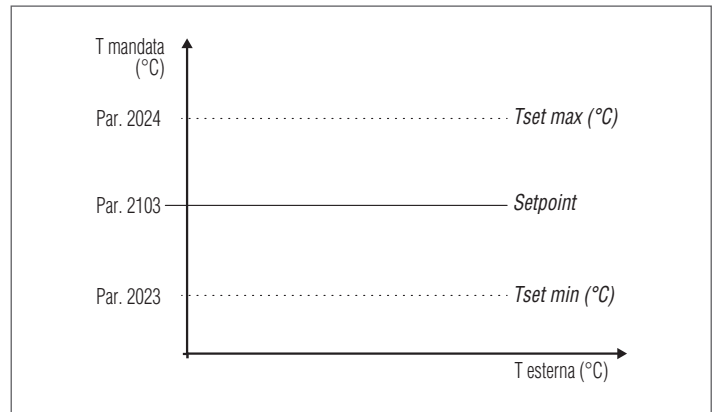 T mandata
(°C)
Par. 2024
Tset max (°C)
Par. 2103
Setpoint
Par. 2023
Tset min (°C)
T esterna (°C)